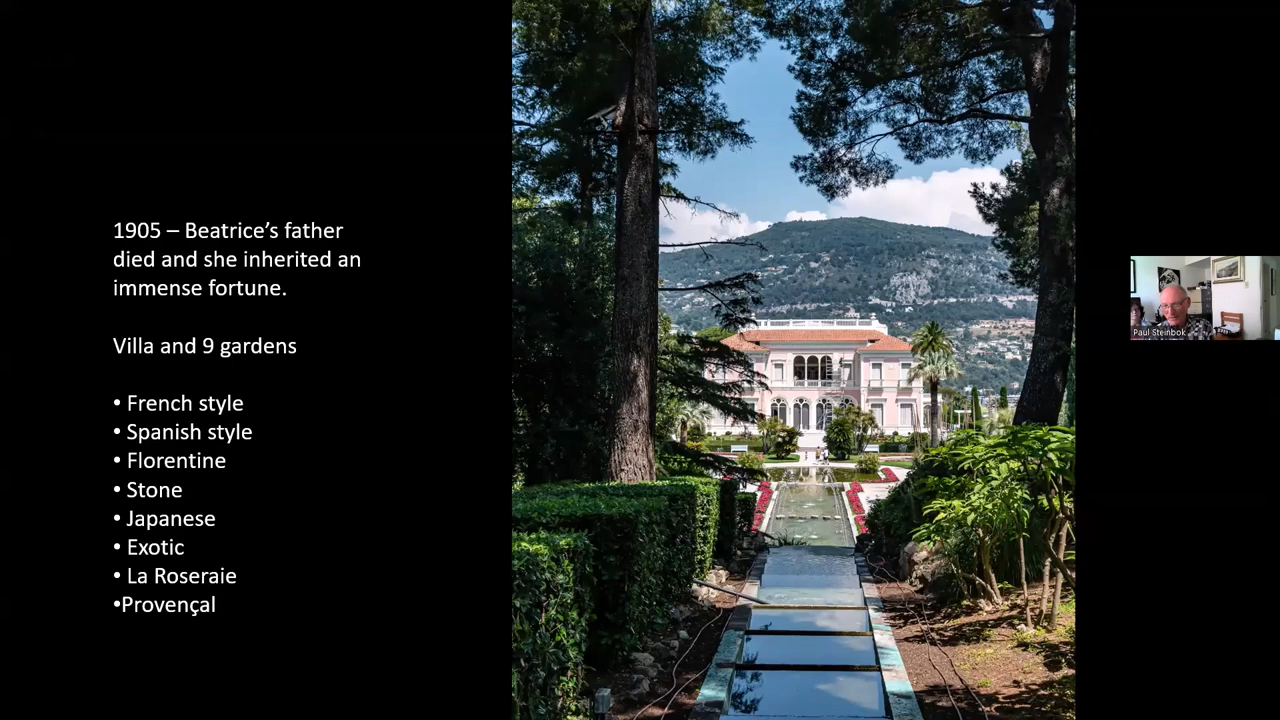 1905 – Beatrice’s father
died and she inherited an
immense fortune.
Villa and 9 gardens
• French style
• Spanish style
• Florentine
• Stone
• Japanese
• Exotic
• La Roseraie
•Provençal
Paul Steinbok